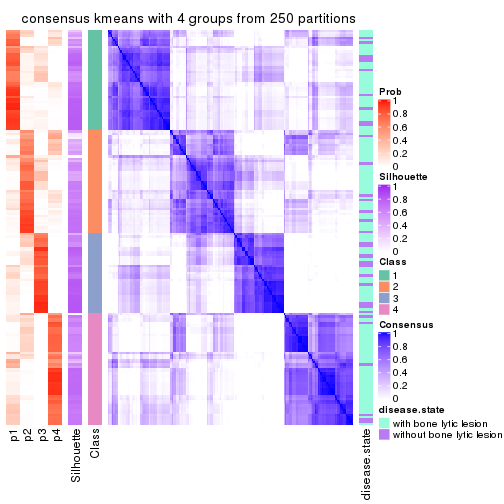 consensus kmeans with 4 groups from 250 partitions
Prob
1
0.8
0.6
0.4
0.2
0
Silhouette
1
0.8
0.6
0.4
0.2
0
Class
1
2
3
4
Consensus
1
0.8
0.6
0.4
0.2
0
disease.state
with bone lytic lesion
without bone lytic lesion
p1
p2
p3
p4
Silhouette
Class
disease.state